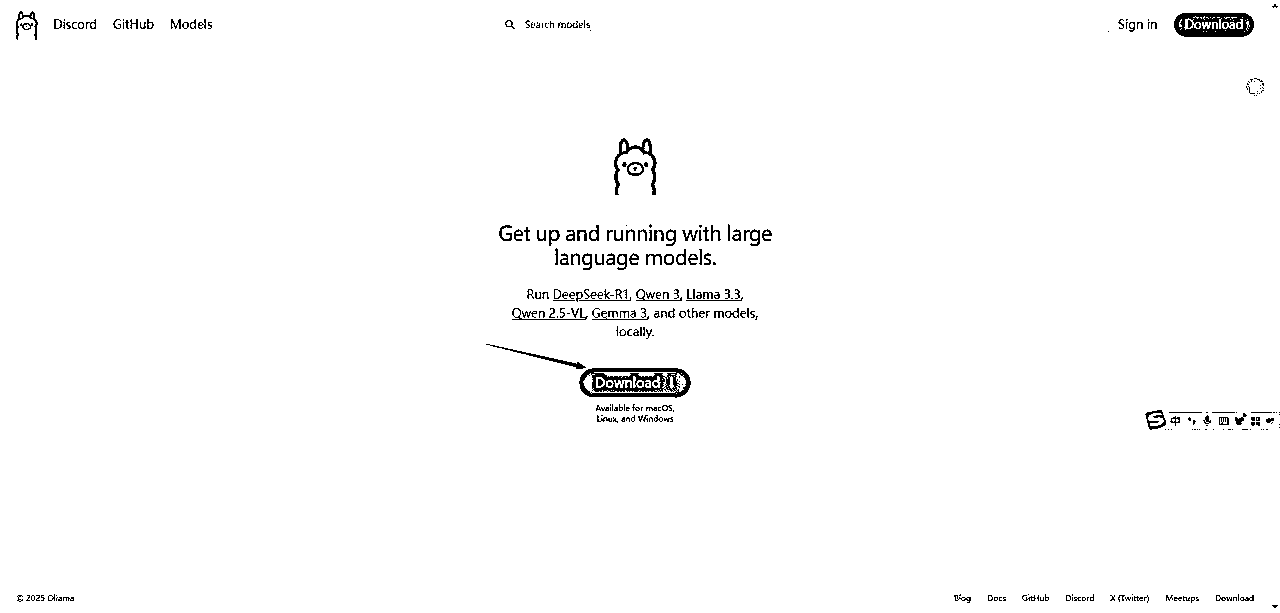 Discord GitHub Models
Search models
Sign in
Download
Get up and running with large
language models.
Run DeepSeek-R1, Qwen 3, Llama 3.3,
Qwen 2.5-VL, Gemma 3, and other models,
locally.
Download ↓
Available for macOS,
Linux, and Windows
中
© 2025 Ollama
Blog Docs GitHub Discord X (Twitter) Meetups Download